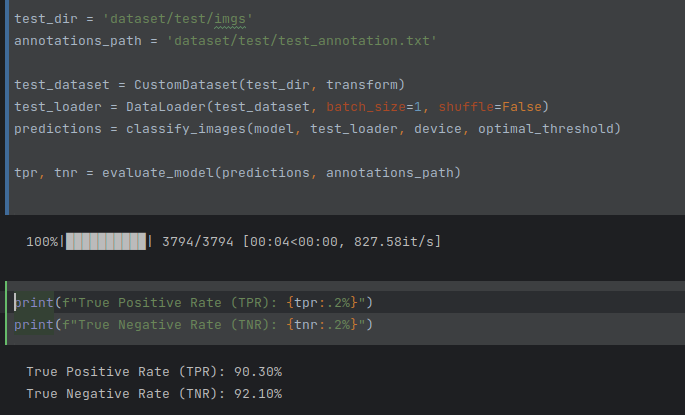 test_dir = 'dataset/test/imgs'
annotations_path = 'dataset/test/test_annotation.txt'
test_dataset = CustomDataset(test_dir, transform)
test_loader = DataLoader(test_dataset, batch_size=1, shuffle=False)
predictions = classify_images(model, test_loader, device, optimal_threshold)
tpr, tnr = evaluate_model(predictions, annotations_path)
100%|██████████| 3794/3794 [00:04<00:00, 827.58it/s]
print(f"True Positive Rate (TPR): {tpr:.2%}")
print(f"True Negative Rate (TNR): {tnr:.2%}")
True Positive Rate (TPR): 90.30%
True Negative Rate (TNR): 92.10%